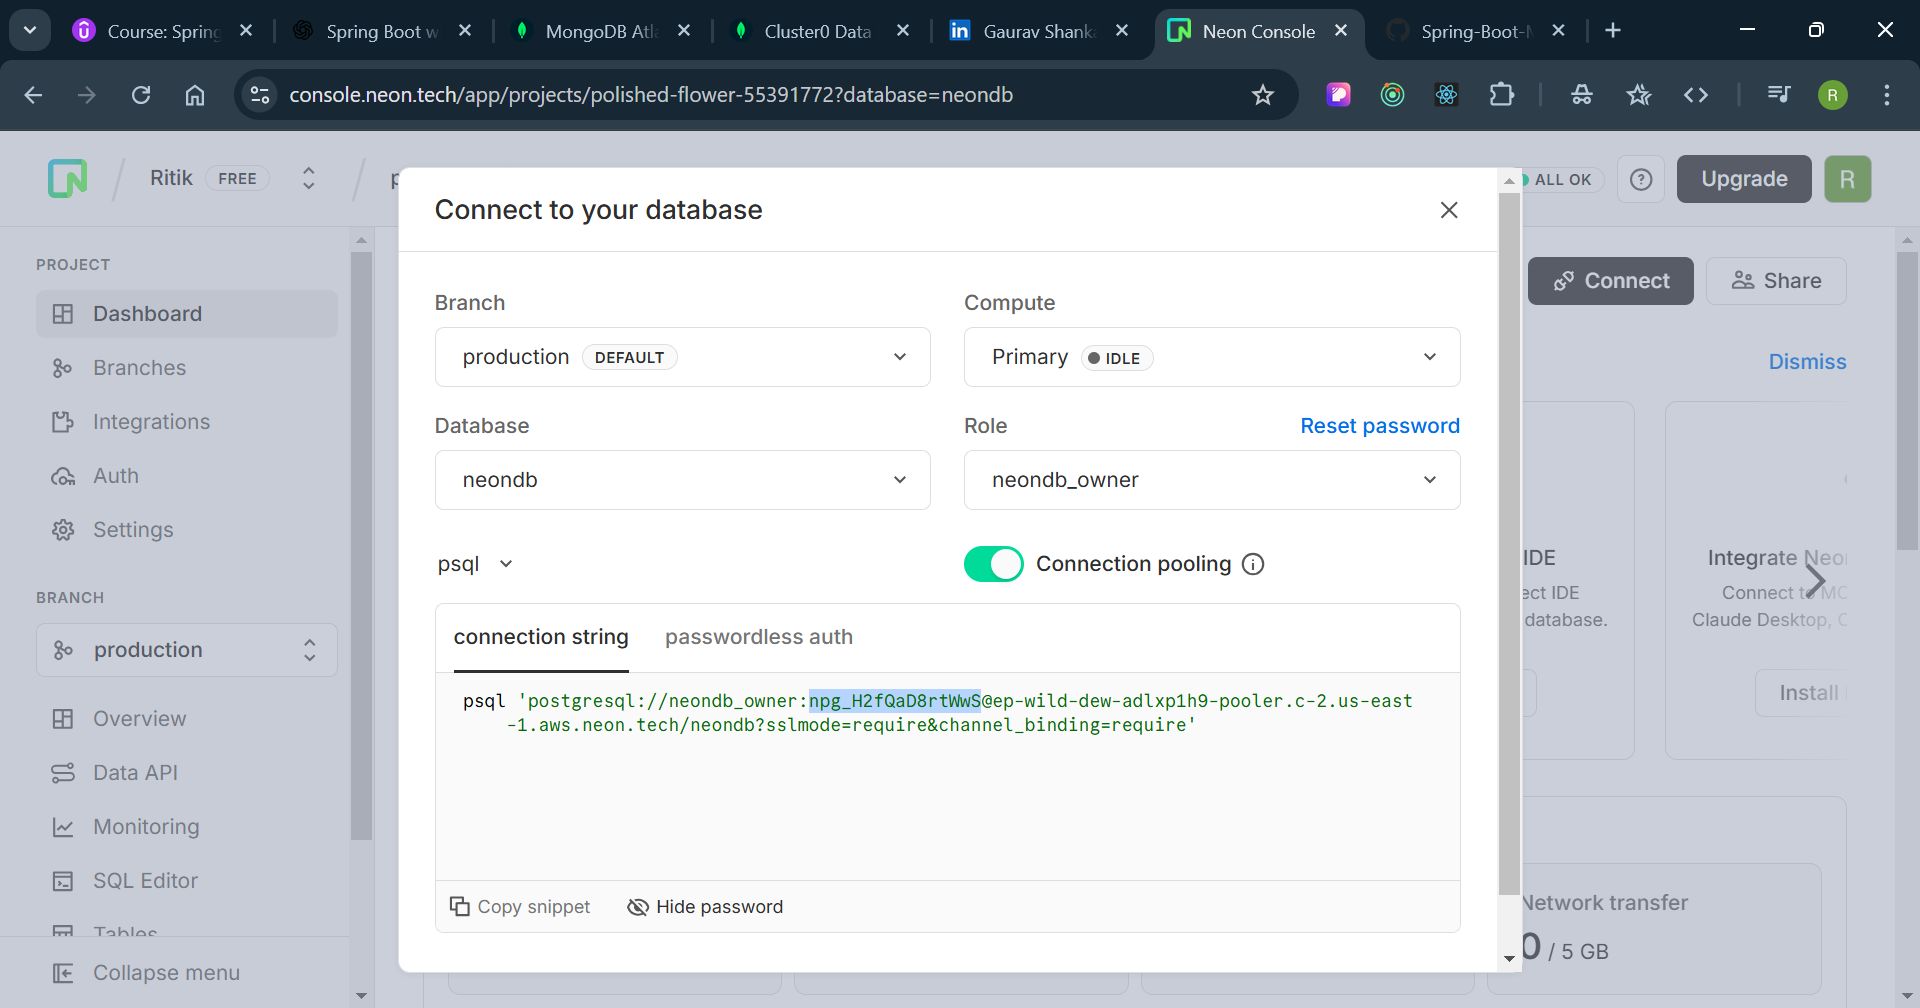 Course: Spring
Spring Boot w
MongoDB Atla
Cluster0 Data
Gaurav Shanka
Neon Console
Spring-Boot-M
console.neon.tech/app/projects/polished-flower-55391772?database=neondb
R
Ritik
FREE
p
ALL OK
Upgrade
R
Connect to your database
PROJECT
Dashboard
Branches
Integrations
Auth
Settings
BRANCH
production
Overview
Data API
Monitoring
SQL Editor
Tables
Collapse menu
Connect
Share
Dismiss
Branch
Compute
production DEFAULT
Primary IDLE
Database
Role
Reset password
neondb
neondb_owner
psql
Connection pooling
connection string
passwordless auth
psql 'postgresql://neondb_owner:npg_H2fQaD8rtWwS@ep-wild-dew-adlxp1h9-pooler.c-2.us-east
-1.aws.neon.tech/neondb?sslmode=require&channel_binding=require'
Copy snippet
Hide password
IDE
ect IDE
database.
Integrate Neon
Connect to MC
Claude Desktop, C
Install
Network transfer
0 / 5 GB